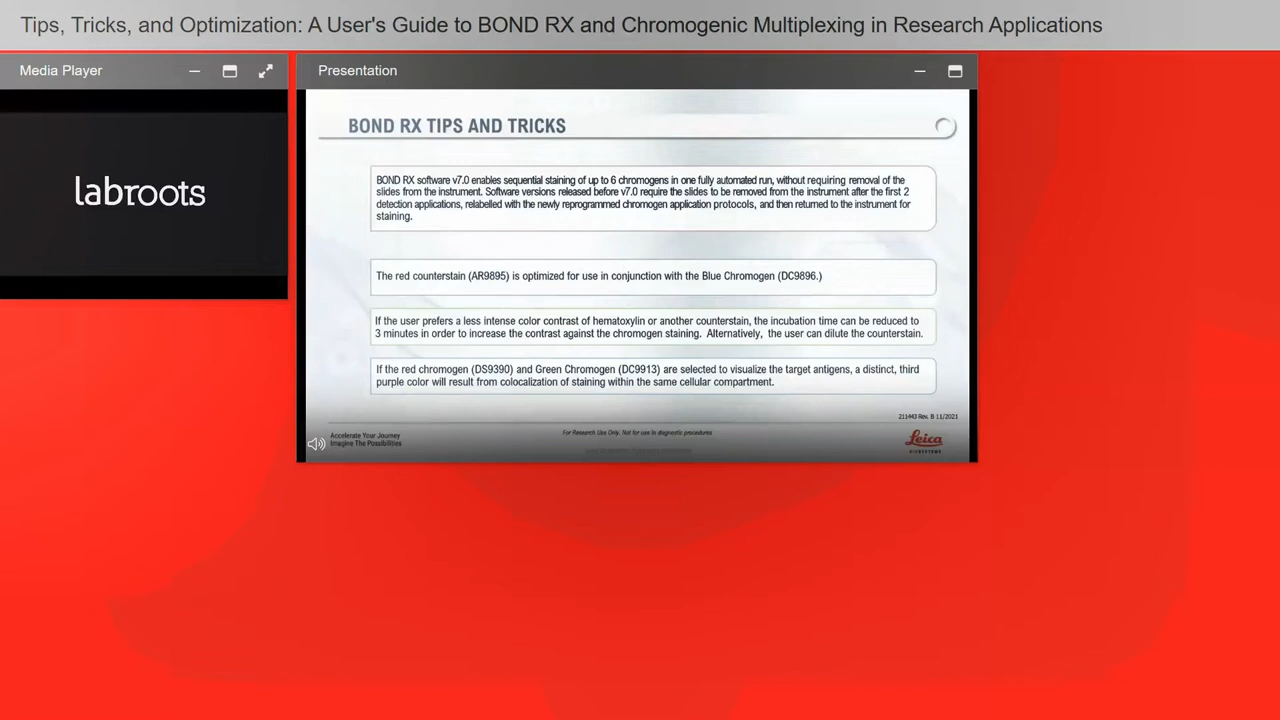 Tips, Tricks, and Optimization: A User's Guide to BOND RX and Chromogenic Multiplexing in Research Applications
Media Player
Presentation
labroots
BOND RX TIPS AND TRICKS
BOND RX software v7.0 enables sequential staining of up to 6 chromogens in one fully automated run, without requiring removal of the
slides from the instrument. Software versions released before v7.0 require the slides to be removed from the instrument after the first 2
detection applications, relabelled with the newly reprogrammed chromogen application protocols, and then returned to the instrument for
staining.
The red counterstain (AR9895) is optimized for use in conjunction with the Blue Chromogen (DC9896.)
If the user prefers a less intense color contrast of hematoxylin or another counterstain, the incubation time can be reduced to
3 minutes in order to increase the contrast against the chromogen staining. Alternatively, the user can dilute the counterstain.
If the red chromogen (DS9390) and Green Chromogen (DC9913) are selected to visualize the target antigens, a distinct, third
purple color will result from colocalization of staining within the same cellular compartment.
211443 Rev. B 11/2021
Accelerate Your Journey
Imagine The Possibilities
For Research Use Only. Not for use in diagnostic procedures
Leica
BIOSYSTEMS